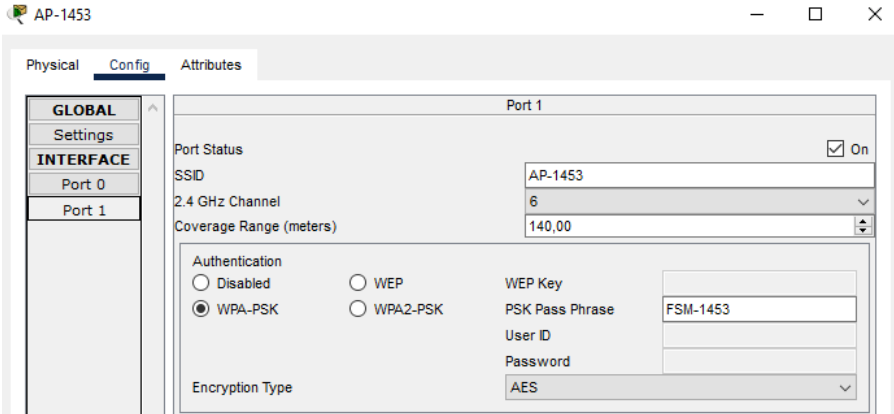 AP-1453
Physical Config Attributes
GLOBAL
Settings
INTERFACE
Port 0
Port 1
Port 1
Port Status On
SSID AP-1453
2.4 GHz Channel 6
Coverage Range (meters) 140,00
Authentication
Disabled WEP WEP Key
WPA-PSK WPA2-PSK PSK Pass Phrase FSM-1453
User ID
Password
Encryption Type AES